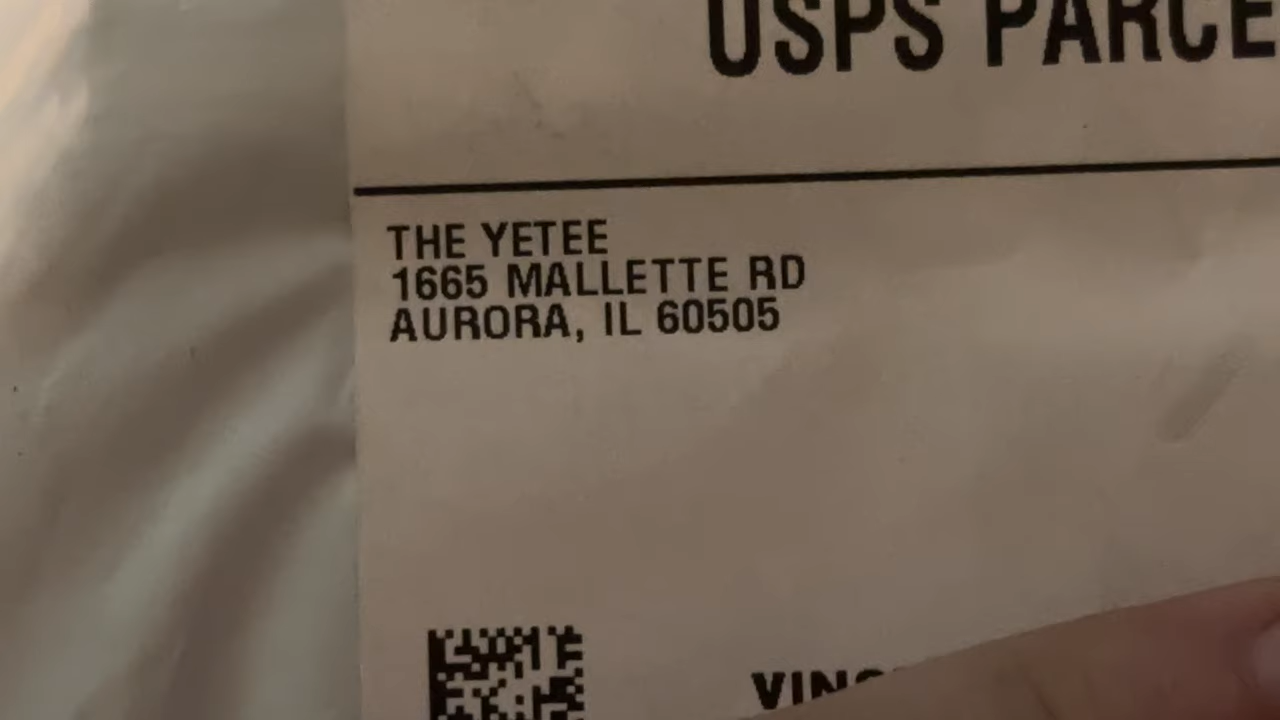 USPS PARCE
THE YETEE
1665 MALLETTE RD
AURORA, IL 60505